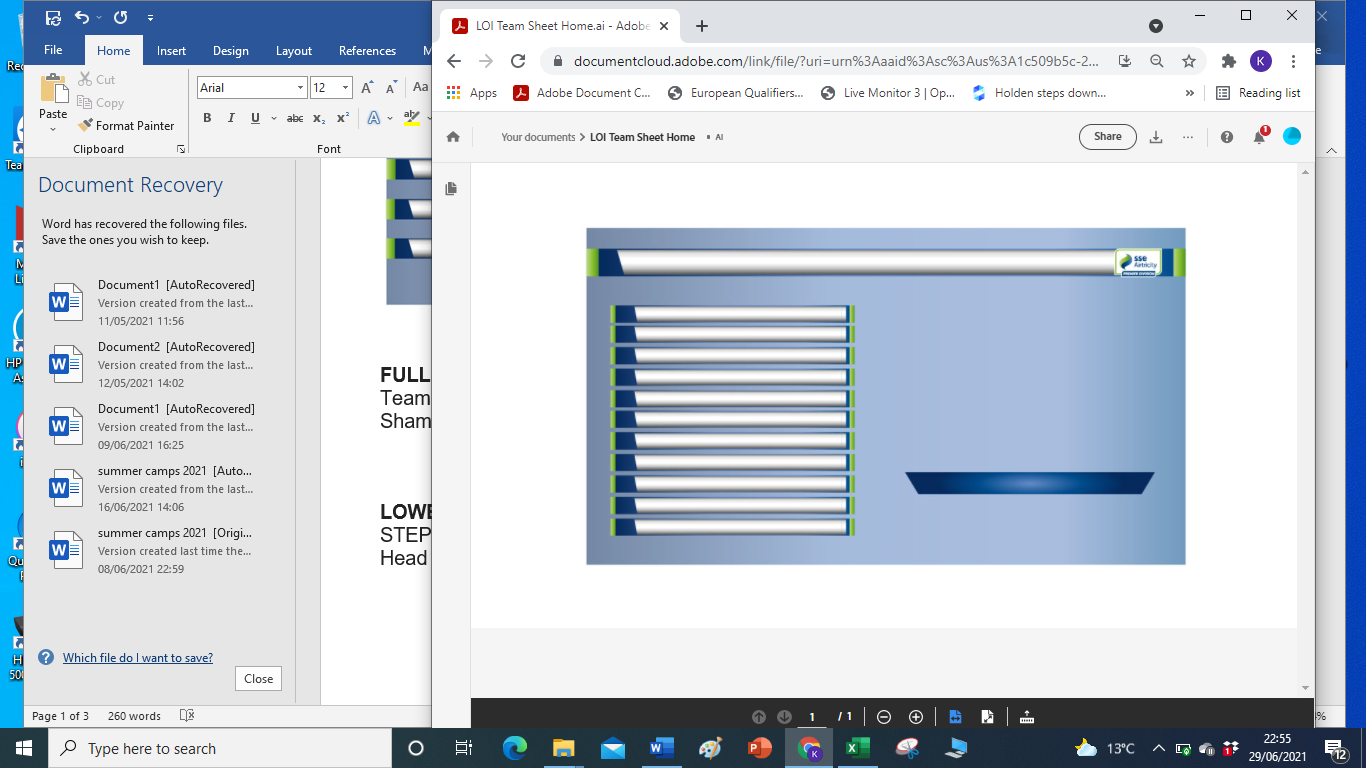 File
Home
Insert
Design
Layout
References
Cut
Copy
Paste
Format Painter
Clipboard
Arial
12
Aa
B I U abc x₂ x² A ab
Font
Document Recovery
Word has recovered the following files.
Save the ones you wish to keep.
Document1 [AutoRecovered]
Version created from the last...
11/05/2021 11:56
Document2 [AutoRecovered]
Version created from the last...
12/05/2021 14:02
Document1 [AutoRecovered]
Version created from the last...
09/06/2021 16:25
summer camps 2021 [Auto...
Version created from the last...
16/06/2021 14:06
summer camps 2021 [Origi...
Version created last time the...
08/06/2021 22:59
Which file do I want to save?
Close
Page 1 of 3 260 words
FULL
Team
Sham
LOWE
STEP
Head
LOI Team Sheet Home.ai - Adobe
documentcloud.adobe.com/link/file/?uri=urn%3Aaaid%3Asc%3Aus%3A1c509b5c-2...
K
Apps
Adobe Document C...
European Qualifiers...
Live Monitor 3 | Op...
Holden steps down...
»
Reading list
Your documents > LOI Team Sheet Home AI
Share
1
sse
Airtricity
PREMIER DIVISION
1 / 1
Type here to search
13°C
22:55
29/06/2021
12